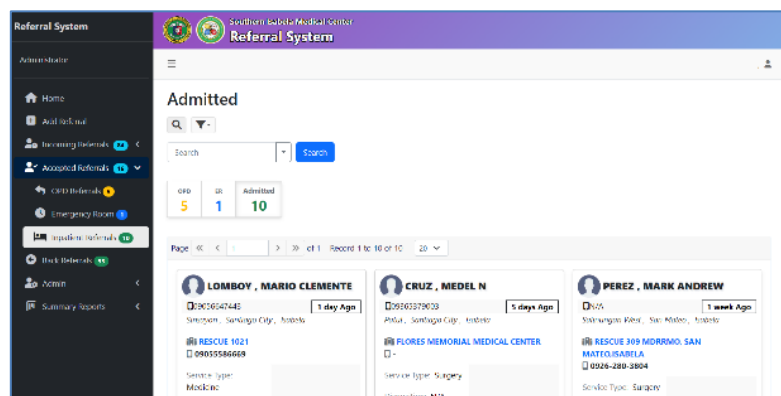 Referral System
Southern Isabela Medical Center
Referral System
Administrator
Home
Add Referral
Incoming Referrals 24
Accepted Referrals 16
OPD Referrals
Emergency Room 1
Inpatient Referrals 10
Back Referrals
Admin
Summary Reports
Admitted
Search
Search
OPD
5
ER
1
Admitted
10
Page 1 of 1 Record 1 to 10 of 10 20
LOMBOY , MARIO CLEMENTE
1 day Ago
Santiago City , Isabela
RESCUE 1021
09055586669
Service Type:
Medicine
CRUZ , MEDEL N
5 days Ago
Santiago City , Isabela
FLORES MEMORIAL MEDICAL CENTER
-
Service Type: Surgery
PEREZ , MARK ANDREW
N/A
1 week Ago
San Mateo , Isabela
RESCUE 309 MDRRMO. SAN
MATEO.ISABELA
0926-280-3804
Service Type: Surgery